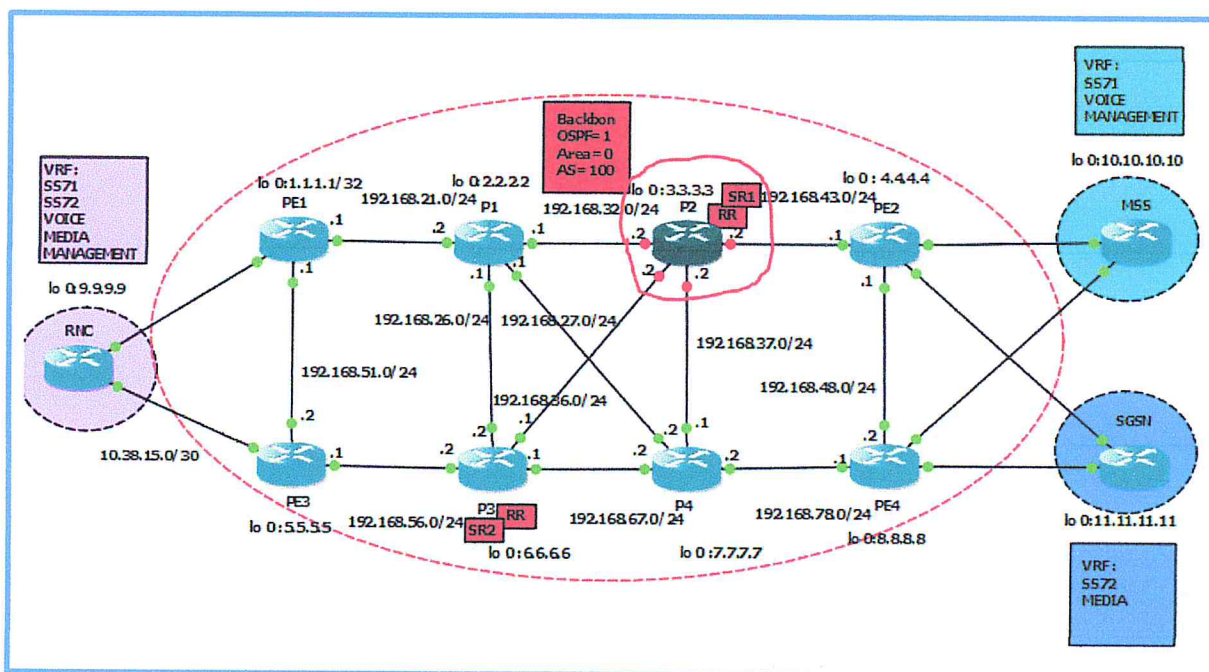 VRF:
SS71
VOICE
MANAGEMENT
Backbon
OSPF= 1
Area= 0
AS= 100
VRF:
SS71
SS72
VOICE
MEDIA
MANAGEMENT
lo 0:10.10.10.10
lo 0:1.1.1.1/32
PE1
192.168.21.0/24
lo 0:2.2.2.2
P1
192.168.32.0/24
lo 0:3.3.3.3
P2
SR1
RR
192.168.43.0/24
lo 0 : 4.4.4.4
PE2
MSS
.1
.2
.1
.2
.2
.1
.1
.1
.1
.2
.2
.1
lo 0:9.9.9.9
RNC
192.168.26.0/24
192.168.27.0/24
192.168.37.0/24
192.168.51.0/24
192.168.36.0/24
192.168.48.0/24
SGSN
.2
.1
.2
.1
.1
.2
.2
.1
.2
.2
.1
10.38.15.0/30
PE3
lo 0:5.5.5.5
192.168.56.0/24
P3
RR
SR2
lo 0:6.6.6.6
192.168.67.0/24
P4
lo 0:7.7.7.7
192.168.78.0/24
PE4
lo 0:8.8.8.8
lo 0:11.11.11.11
VRF:
SS72
MEDIA